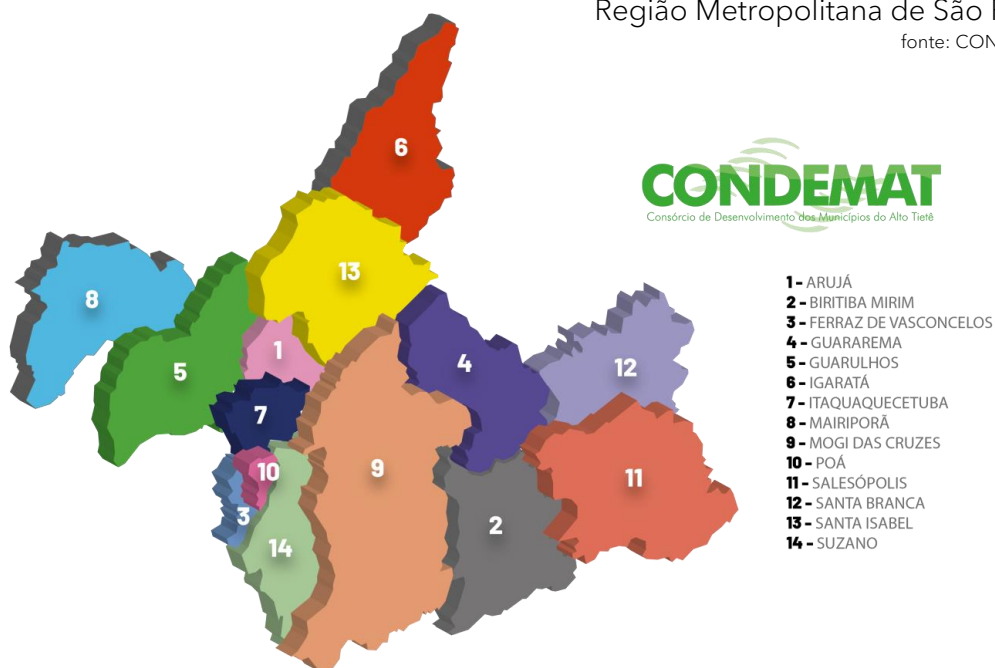 Região Metropolitana de São
fonte:
CONDEMAT
Consórcio de Desenvolvimento dos Municípios do Alto Tietê
6
13
8
1
5
4
12
7
9
10
11
3
2
14
1 - ARUJÁ
2 - BIRITIBA MIRIM
3 - FERRAZ DE VASCONCELOS
4 - GUARAREMA
5 - GUARULHOS
6 - IGARATÁ
7 - ITAQUAQUECETUBA
8 - MAIRIPORÃ
9 - MOGI DAS CRUZES
10 - POÁ
11 - SALESÓPOLIS
12 - SANTA BRANCA
13 - SANTA ISABEL
14 - SUZANO